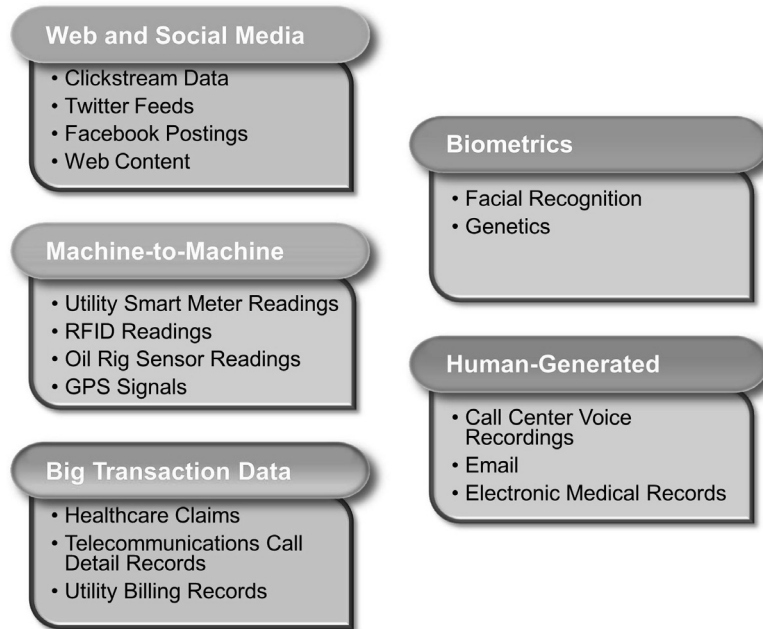 Web and Social Media
• Clickstream Data
• Twitter Feeds
• Facebook Postings
• Web Content
Machine-to-Machine
• Utility Smart Meter Readings
• RFID Readings
• Oil Rig Sensor Readings
• GPS Signals
Big Transaction Data
• Healthcare Claims
• Telecommunications Call
Detail Records
• Utility Billing Records
Biometrics
• Facial Recognition
• Genetics
Human-Generated
• Call Center Voice
Recordings
• Email
• Electronic Medical Records